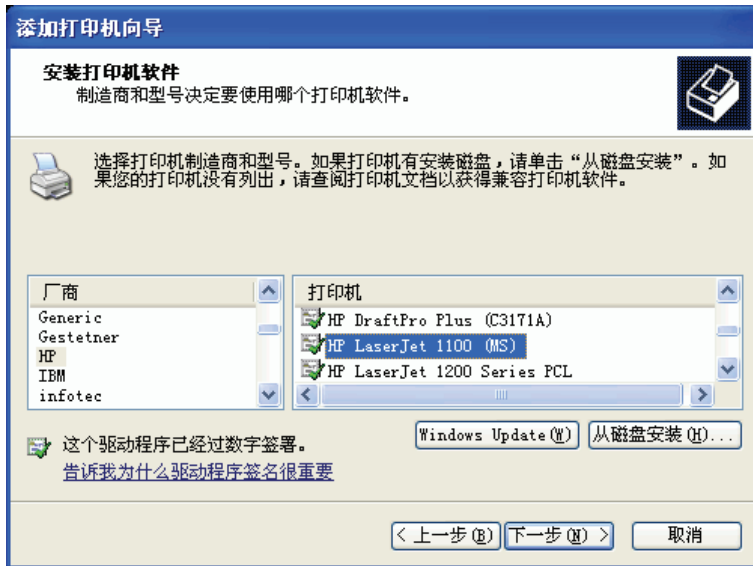 添加打印机向导
安装打印机软件
制造商和型号决定要使用哪个打印机软件。
选择打印机制造商和型号。如果打印机有安装磁盘，请单击“从磁盘安装”。如
果您的打印机没有列出，请查阅打印机文档以获得兼容打印机软件。
厂商
Generic
Gestetner
HP
IBM
infotec
打印机
HP DraftPro Plus (C3171A)
HP LaserJet 1100 (MS)
HP LaserJet 1200 Series PCL
这个驱动程序已经过数字签署。
告诉我为什么驱动程序签名很重要
Windows Update(W)
从磁盘安装(H)...
< 上一步(B)
下一步(N) >
取消